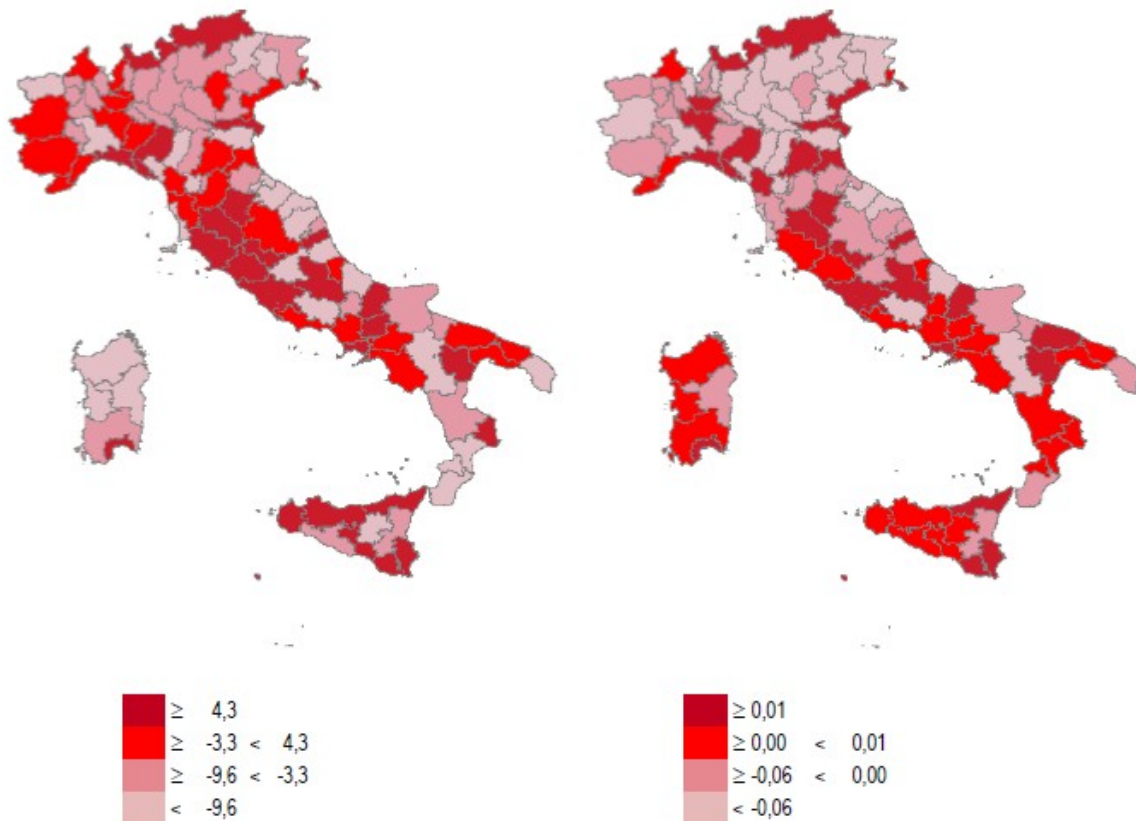 ≥ 4,3
≥ -3,3 < 4,3
≥ -9,6 < -3,3
< -9,6
≥ 0,01
≥ 0,00 < 0,01
≥ -0,06 < 0,00
< -0,06